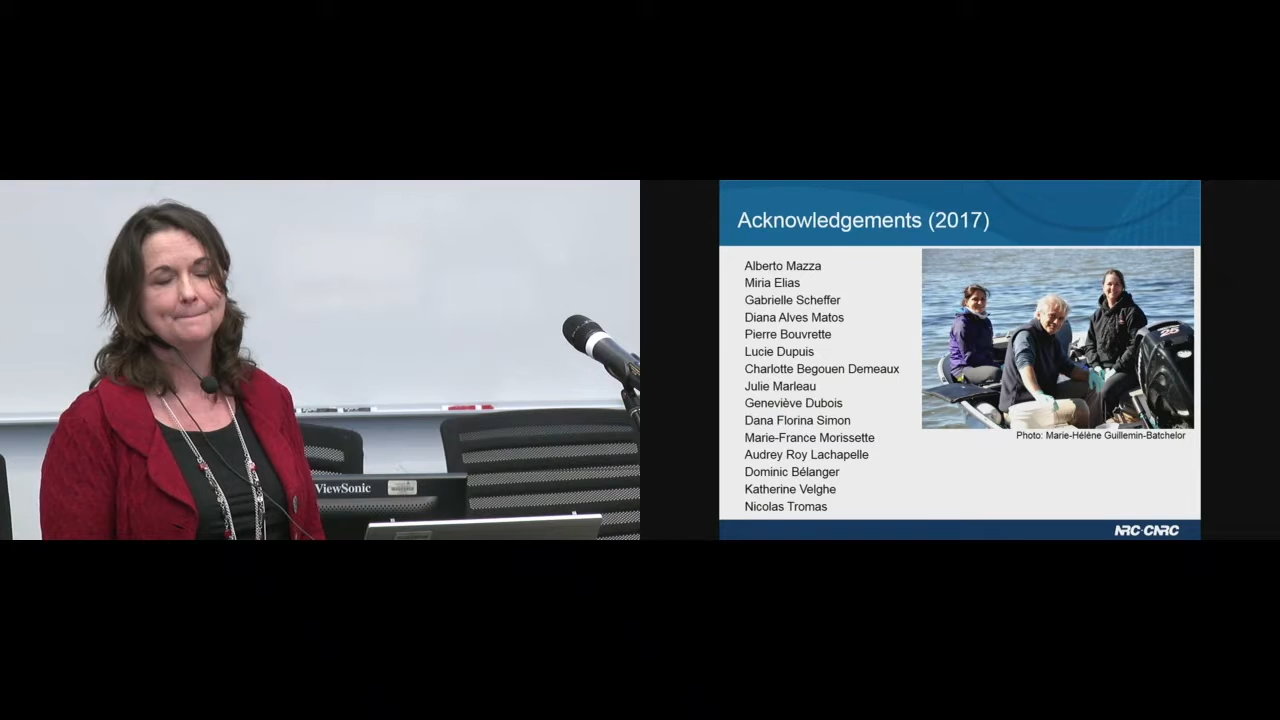 ViewSonic
Acknowledgements (2017)
Alberto Mazza
Miria Elias
Gabrielle Scheffer
Diana Alves Matos
Pierre Bouvrette
Lucie Dupuis
Charlotte Begouen Demeaux
Julie Marleau
Geneviève Dubois
Dana Florina Simon
Marie-France Morissette
Audrey Roy Lachapelle
Dominic Bélanger
Katherine Velghe
Nicolas Tromas
25
Photo: Marie-Hélène Guillemin-Batchelor
NRC·CNRC